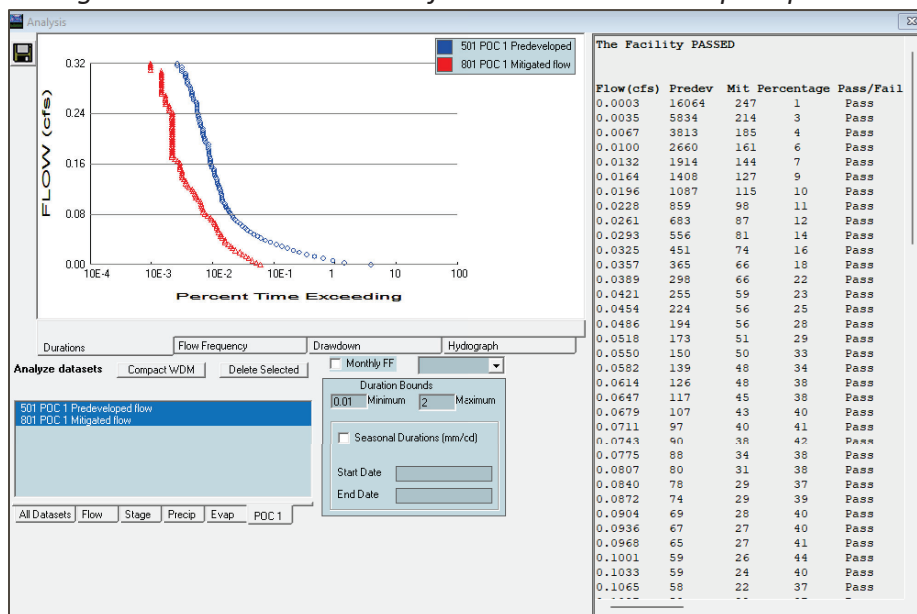 Analysis
501 POC 1 Predeveloped
801 POC 1 Mitigated flow
FLOW (cfs)
0.32
0.24
0.16
0.08
0.00
10E-4 10E-3 10E-2 10E-1 1 10 100
Percent Time Exceeding
Durations Flow Frequency Drawdown Hydrograph
Analyze datasets Compact WDM Delete Selected Monthly FF
501 POC 1 Predeveloped flow
801 POC 1 Mitigated flow
All Datasets Flow Stage Precip Evap POC 1
Duration Bounds
0.01 Minimum 2 Maximum
Seasonal Durations (mm/cd)
Start Date
End Date
The Facility PASSED
Flow(cfs) Predev Mit Percentage Pass/Fail
0.0003 16064 247 1 Pass
0.0035 5834 214 3 Pass
0.0067 3813 185 4 Pass
0.0100 2660 161 6 Pass
0.0132 1914 144 7 Pass
0.0164 1408 127 9 Pass
0.0196 1087 115 10 Pass
0.0228 859 98 11 Pass
0.0261 683 87 12 Pass
0.0293 556 81 14 Pass
0.0325 451 74 16 Pass
0.0357 365 66 18 Pass
0.0389 298 66 22 Pass
0.0421 255 59 23 Pass
0.0454 224 56 25 Pass
0.0486 194 56 28 Pass
0.0518 173 51 29 Pass
0.0550 150 50 33 Pass
0.0582 139 48 34 Pass
0.0614 126 48 38 Pass
0.0647 117 45 38 Pass
0.0679 107 43 40 Pass
0.0711 97 40 41 Pass
0.0743 90 38 42 Pass
0.0775 88 34 38 Pass
0.0807 80 31 38 Pass
0.0840 78 29 37 Pass
0.0872 74 29 39 Pass
0.0904 69 28 40 Pass
0.0936 67 27 40 Pass
0.0968 65 27 41 Pass
0.1001 59 26 44 Pass
0.1033 59 24 40 Pass
0.1065 58 22 37 Pass